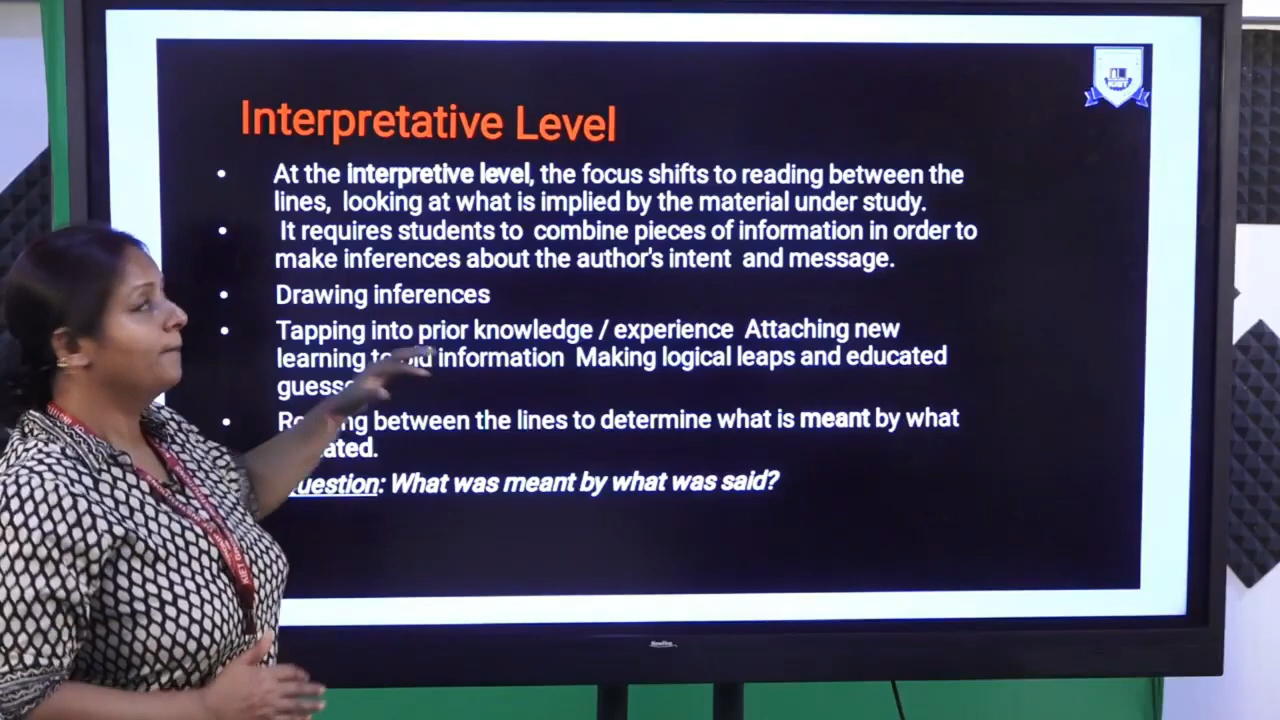 Interpretative Level
• At the interpretive level, the focus shifts to reading between the
lines, looking at what is implied by the material under study.
• It requires students to combine pieces of information in order to
make inferences about the author's intent and message.
• Drawing inferences
• Tapping into prior knowledge / experience Attaching new
learning to old information Making logical leaps and educated
• between the lines to determine what is meant by what
Question: What was meant by what was said?
KIET